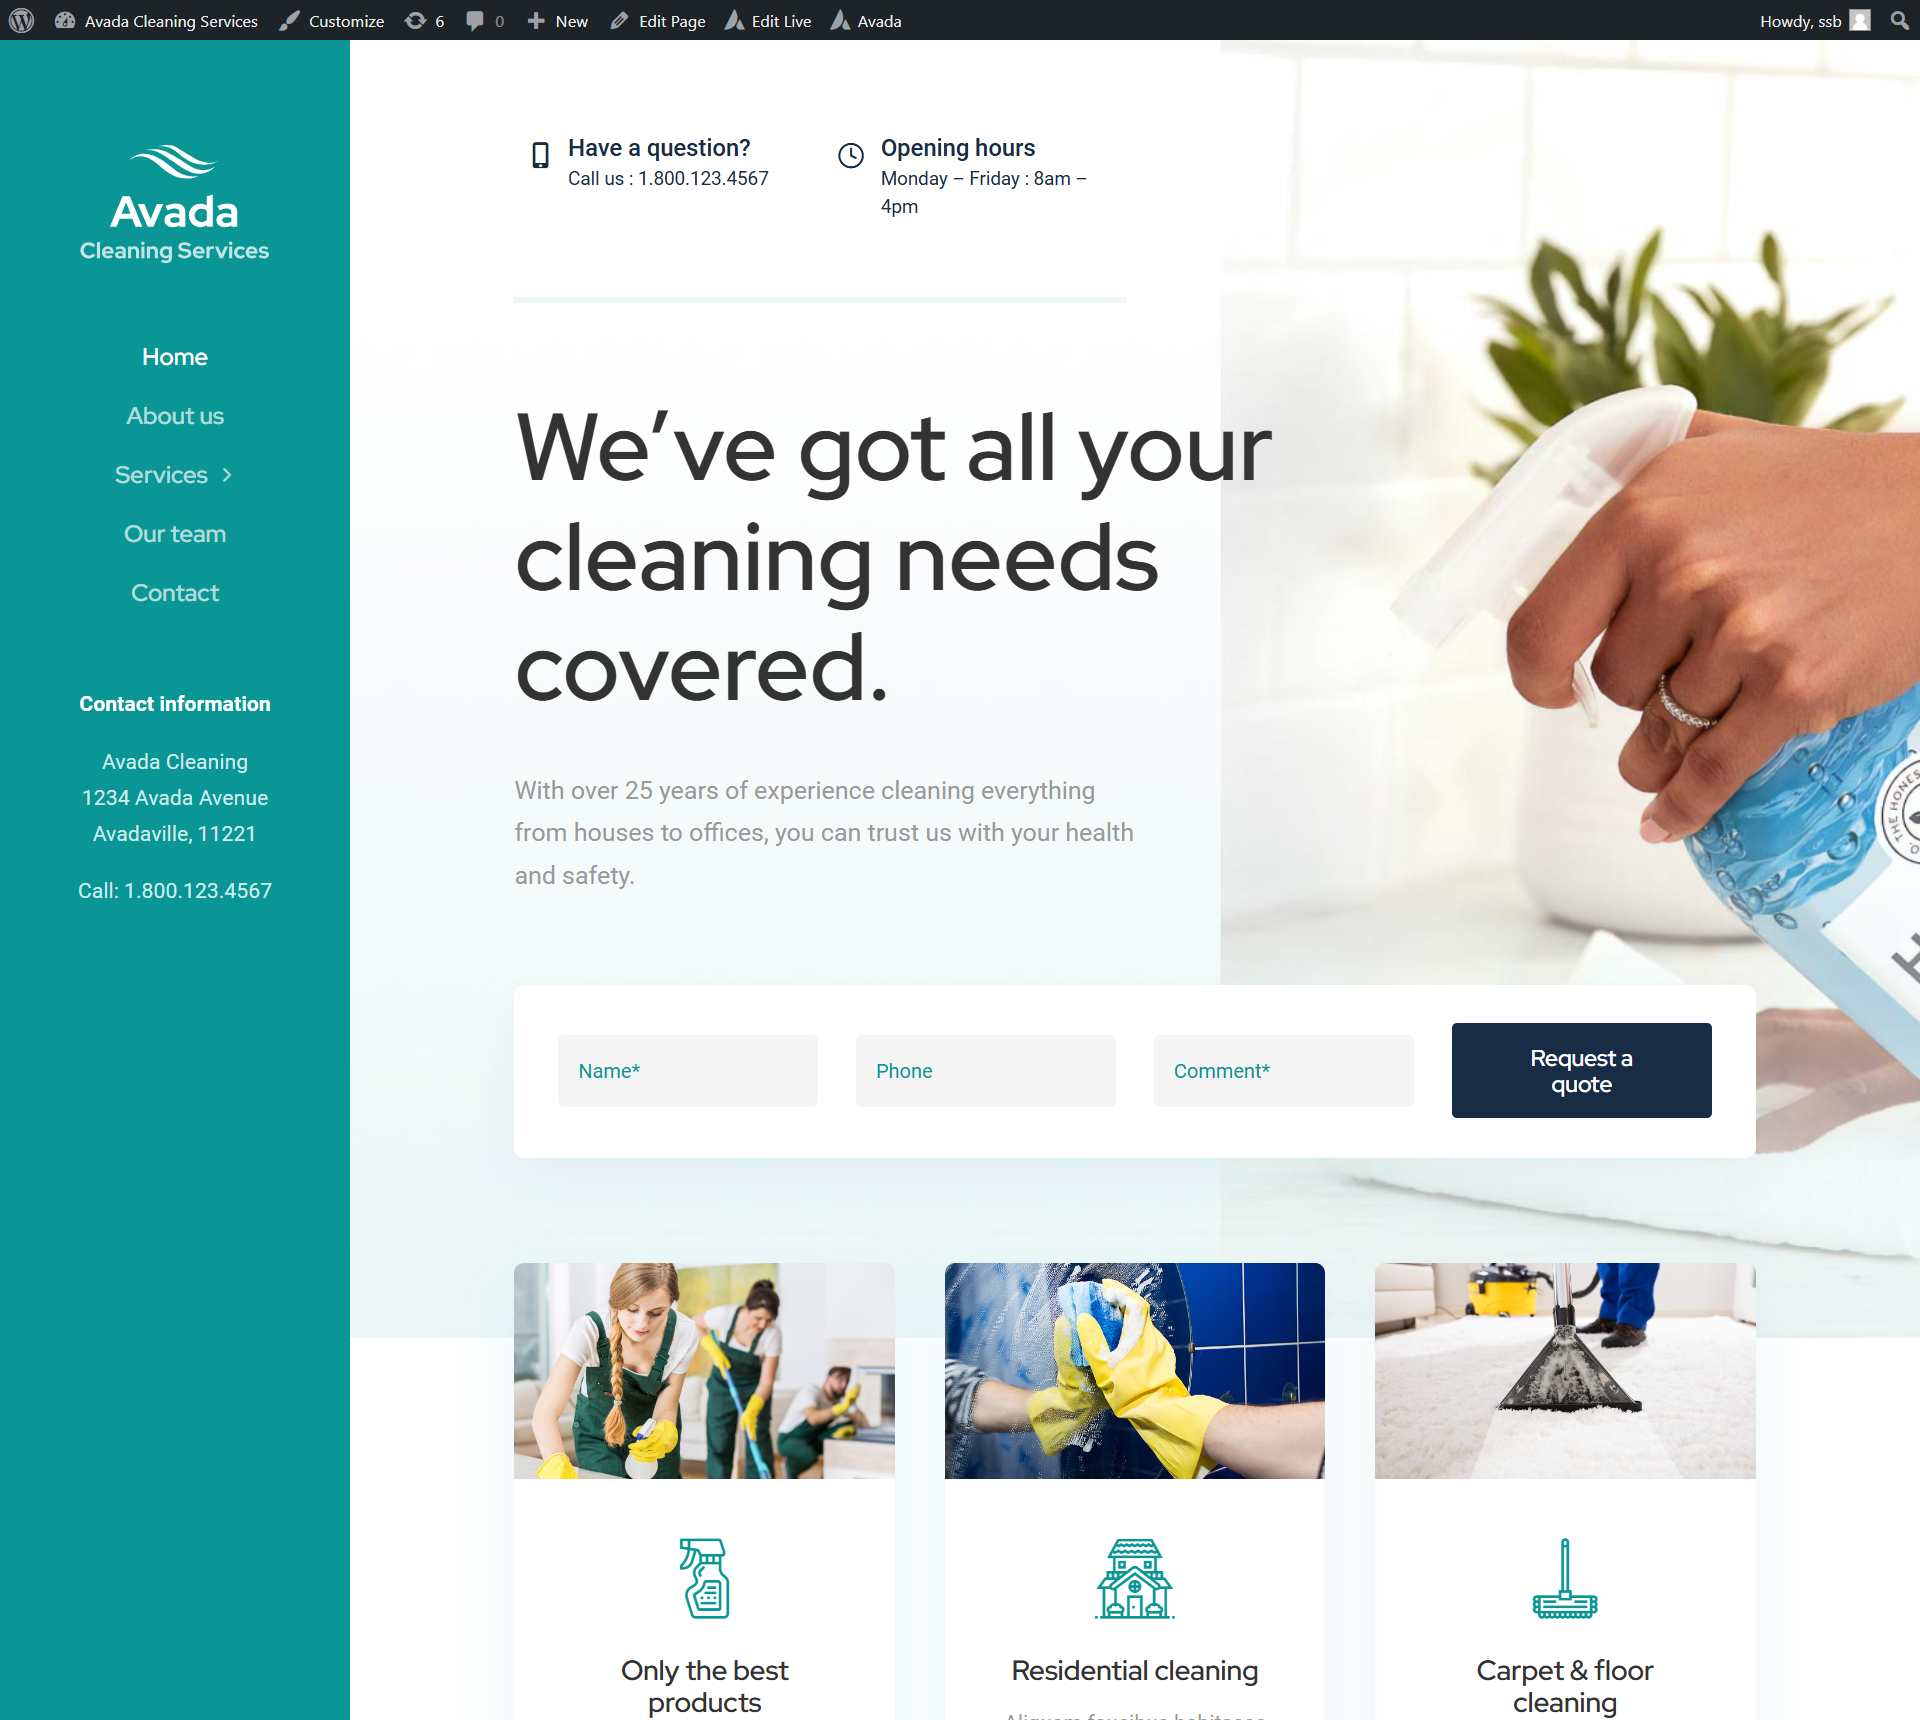 Avada Cleaning Services
Customize
6
0
New
Edit Page
Edit Live
Avada
Howdy, ssb
Avada
Cleaning Services
Home
About us
Services
Our team
Contact
Contact information
Avada Cleaning
1234 Avada Avenue
Avadaville, 11221
Call: 1.800.123.4567
Have a question?
Call us : 1.800.123.4567
Opening hours
Monday – Friday : 8am –
4pm
We’ve got all your
cleaning needs
covered.
With over 25 years of experience cleaning everything
from houses to offices, you can trust us with your health
and safety.
Name*
Phone
Comment*
Request a
quote
Only the best
products
Residential cleaning
Carpet & floor
cleaning